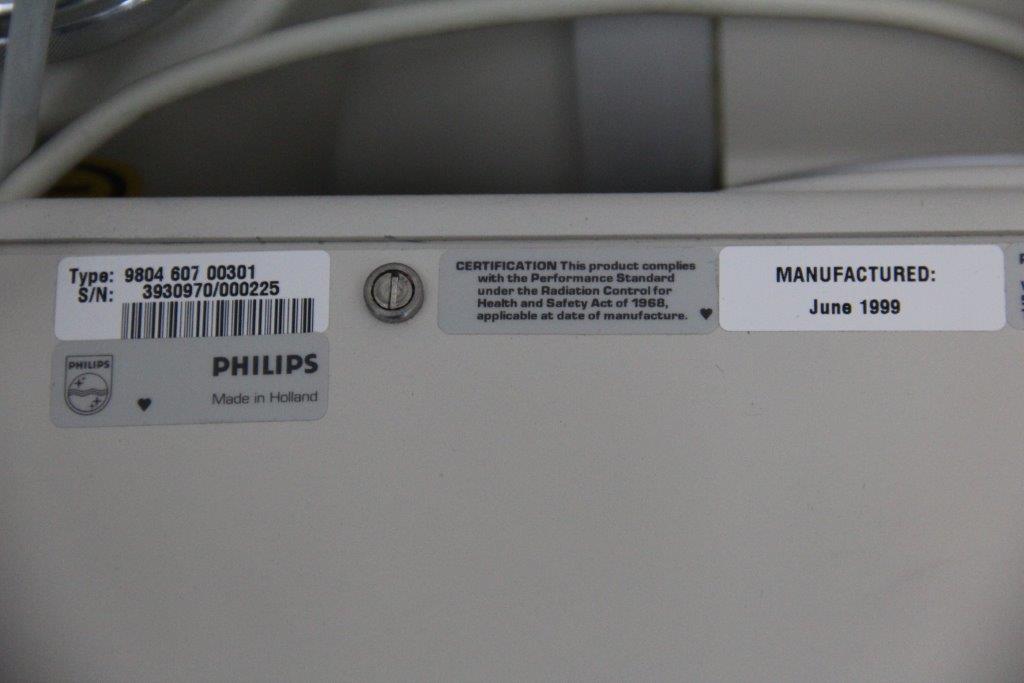 Type: 9804 607 00301
S/N: 3930970/000225
PHILIPS
PHILIPS
Made in Holland
CERTIFICATION This product complies
with the Performance Standard
under the Radiation Control for
Health and Safety Act of 1968,
applicable at date of manufacture.
MANUFACTURED:
June 1999